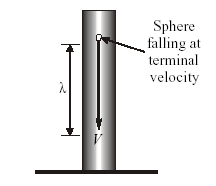 Sphere
falling at
terminal
velocity
λ
V